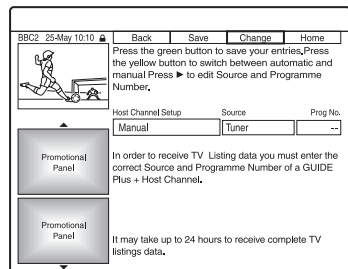 BBC2 25-May 10:10
Back Save Change Home
Press the green button to save your entries.Press
the yellow button to switch between automatic and
manual Press ► to edit Source and Programme
Number.
Host Channel Setup Source Prog No.
Manual Tuner --
Promotional
Panel
In order to receive TV Listing data you must enter the
correct Source and Programme Number of a GUIDE
Plus + Host Channel.
Promotional
Panel
It may take up to 24 hours to receive complete TV
listings data.